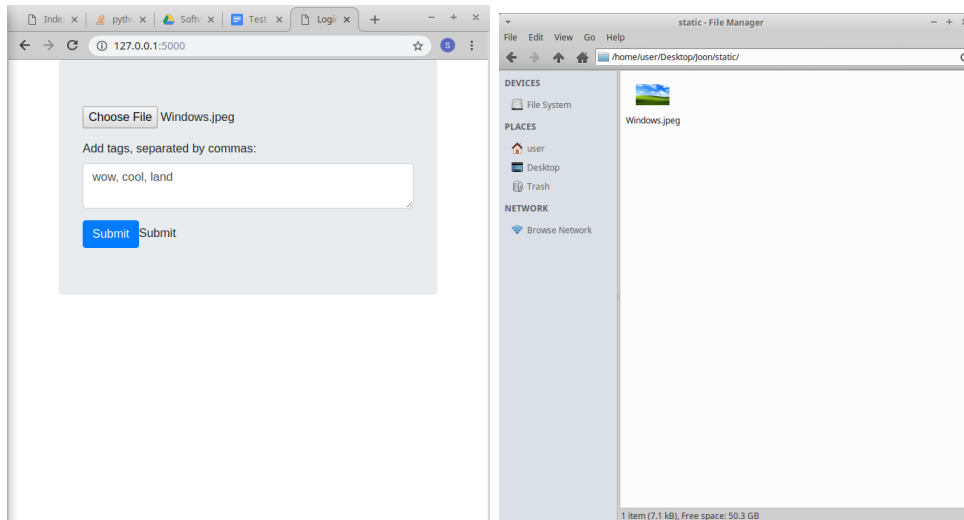 Inde:
pytho
Softw
Test
Login
127.0.0.1:5000
S
Choose File Windows.jpeg
Add tags, separated by commas:
wow, cool, land
Submit Submit
static - File Manager
File Edit View Go Help
/home/user/Desktop/Joon/static/
DEVICES
File System
PLACES
user
Desktop
Trash
NETWORK
Browse Network
Windows.jpeg
1 item (7.1 kB), Free space: 50.3 GB